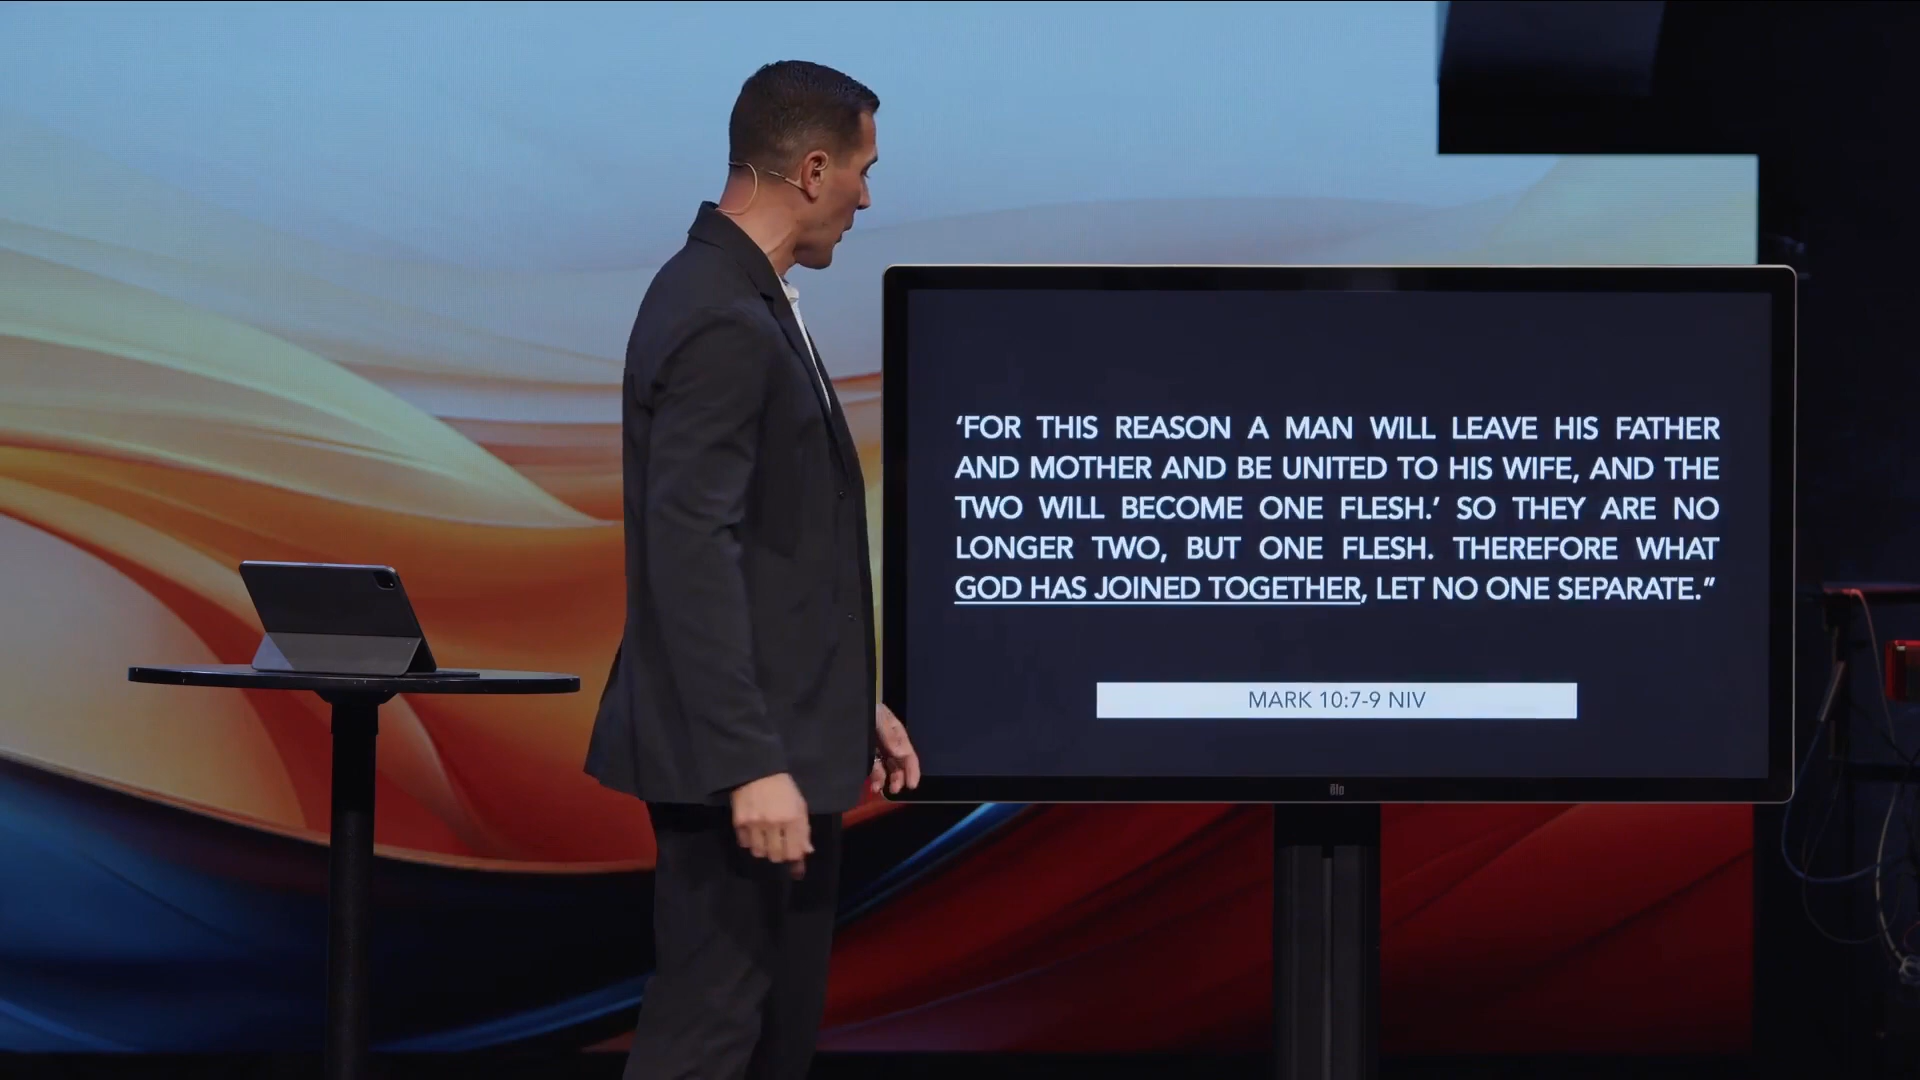 ‘FOR THIS REASON A MAN WILL LEAVE HIS FATHER
AND MOTHER AND BE UNITED TO HIS WIFE, AND THE
TWO WILL BECOME ONE FLESH.’ SO THEY ARE NO
LONGER TWO, BUT ONE FLESH. THEREFORE WHAT
GOD HAS JOINED TOGETHER, LET NO ONE SEPARATE.”
MARK 10:7-9 NIV
elo